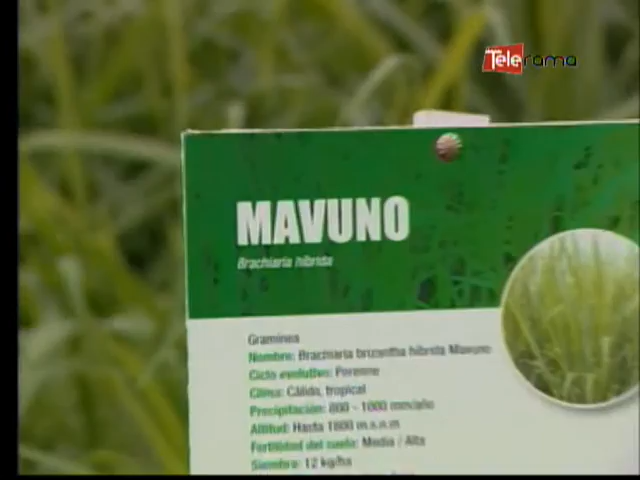 Telerama
MAVUNO
Brachiaria híbrida
Gramínea
Nombre: Brachiaria brizantha híbrida Mavuno
Ciclo evolutivo: Perenne
Clima: Cálido, tropical
Precipitación: 800 - 1000 mm/año
Altitud: Hasta 1800 m.s.n.m
Fertilidad del suelo: Media / Alta
Siembra: 12 kg/ha